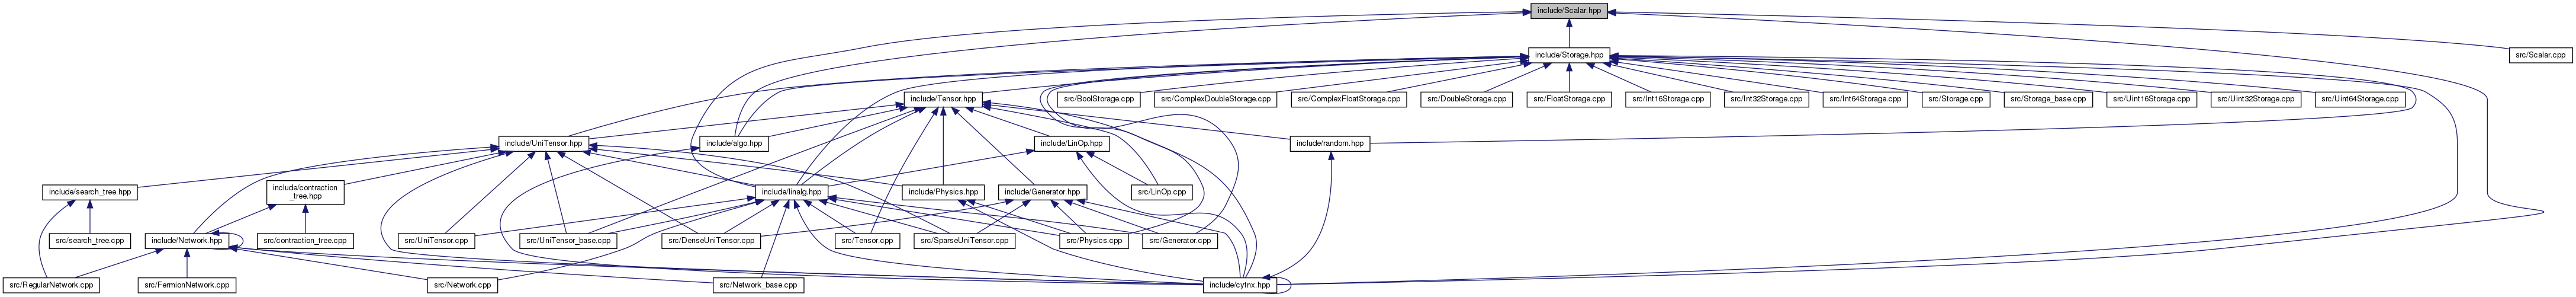 include/Scalar.hpp
include/Storage.hpp
src/Scalar.cpp
include/Tensor.hpp
src/BoolStorage.cpp
src/ComplexDoubleStorage.cpp
src/ComplexFloatStorage.cpp
src/DoubleStorage.cpp
src/FloatStorage.cpp
src/Int16Storage.cpp
src/Int32Storage.cpp
src/Int64Storage.cpp
src/Storage.cpp
src/Storage_base.cpp
src/Uint16Storage.cpp
src/Uint32Storage.cpp
src/Uint64Storage.cpp
include/UniTensor.hpp
include/algo.hpp
include/LinOp.hpp
include/random.hpp
include/search_tree.hpp
include/contraction
_tree.hpp
include/linalg.hpp
include/Physics.hpp
include/Generator.hpp
src/LinOp.cpp
src/search_tree.cpp
include/Network.hpp
src/contraction_tree.cpp
src/UniTensor.cpp
src/UniTensor_base.cpp
src/DenseUniTensor.cpp
src/Tensor.cpp
src/SparseUniTensor.cpp
src/Physics.cpp
src/Generator.cpp
src/RegularNetwork.cpp
src/FermionNetwork.cpp
src/Network.cpp
src/Network_base.cpp
include/cytnx.hpp